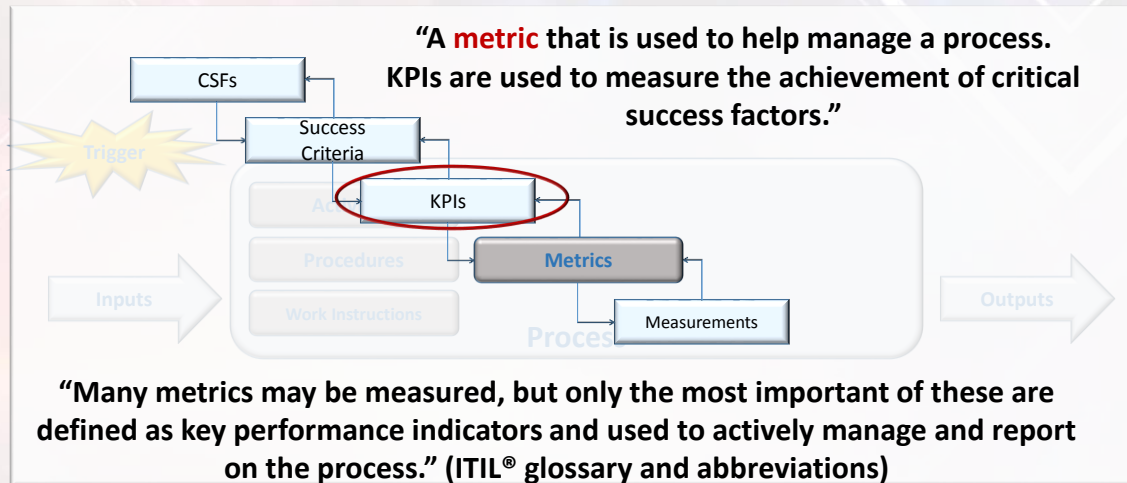 “A metric that is used to help manage a process.
KPIs are used to measure the achievement of critical
success factors.”
CSFs
Success
Criteria
Trigger
KPIs
Procedures
Metrics
Inputs
Outputs
Work Instructions
Measurements
Process
“Many metrics may be measured, but only the most important of these are
defined as key performance indicators and used to actively manage and report
on the process.” (ITIL® glossary and abbreviations)